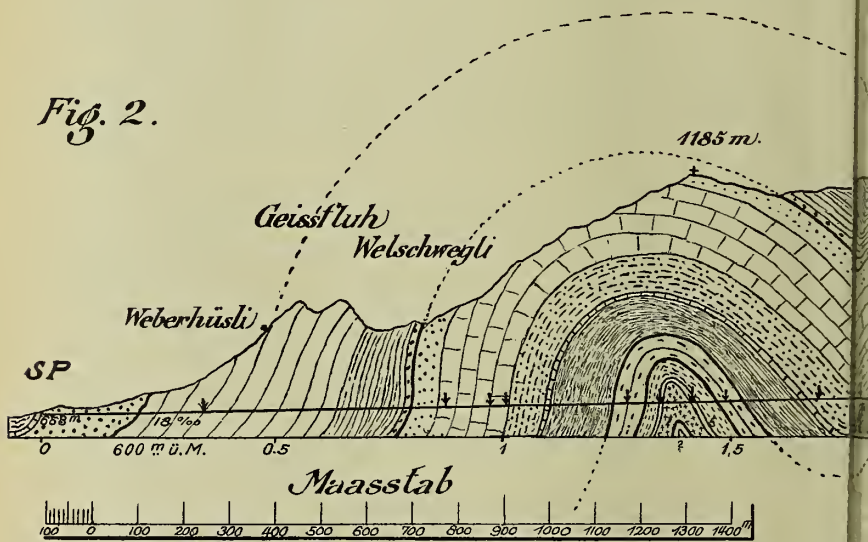 Fig. 2.
1185 m.
Geissfluh
Welschwegli
Weberhüsli
SP
658 m
18 ‰
0 600 m ü. M. 0.5 1 ? 1,5
Maasstab
100 0 100 200 300 400 500 600 700 800 900 1000 1100 1200 1300 1400 m